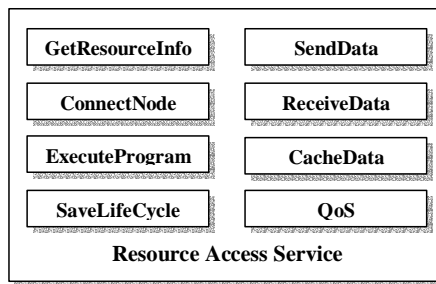 GetResourceInfo SendData
ConnectNode ReceiveData
ExecuteProgram CacheData
SaveLifeCycle QoS
Resource Access Service